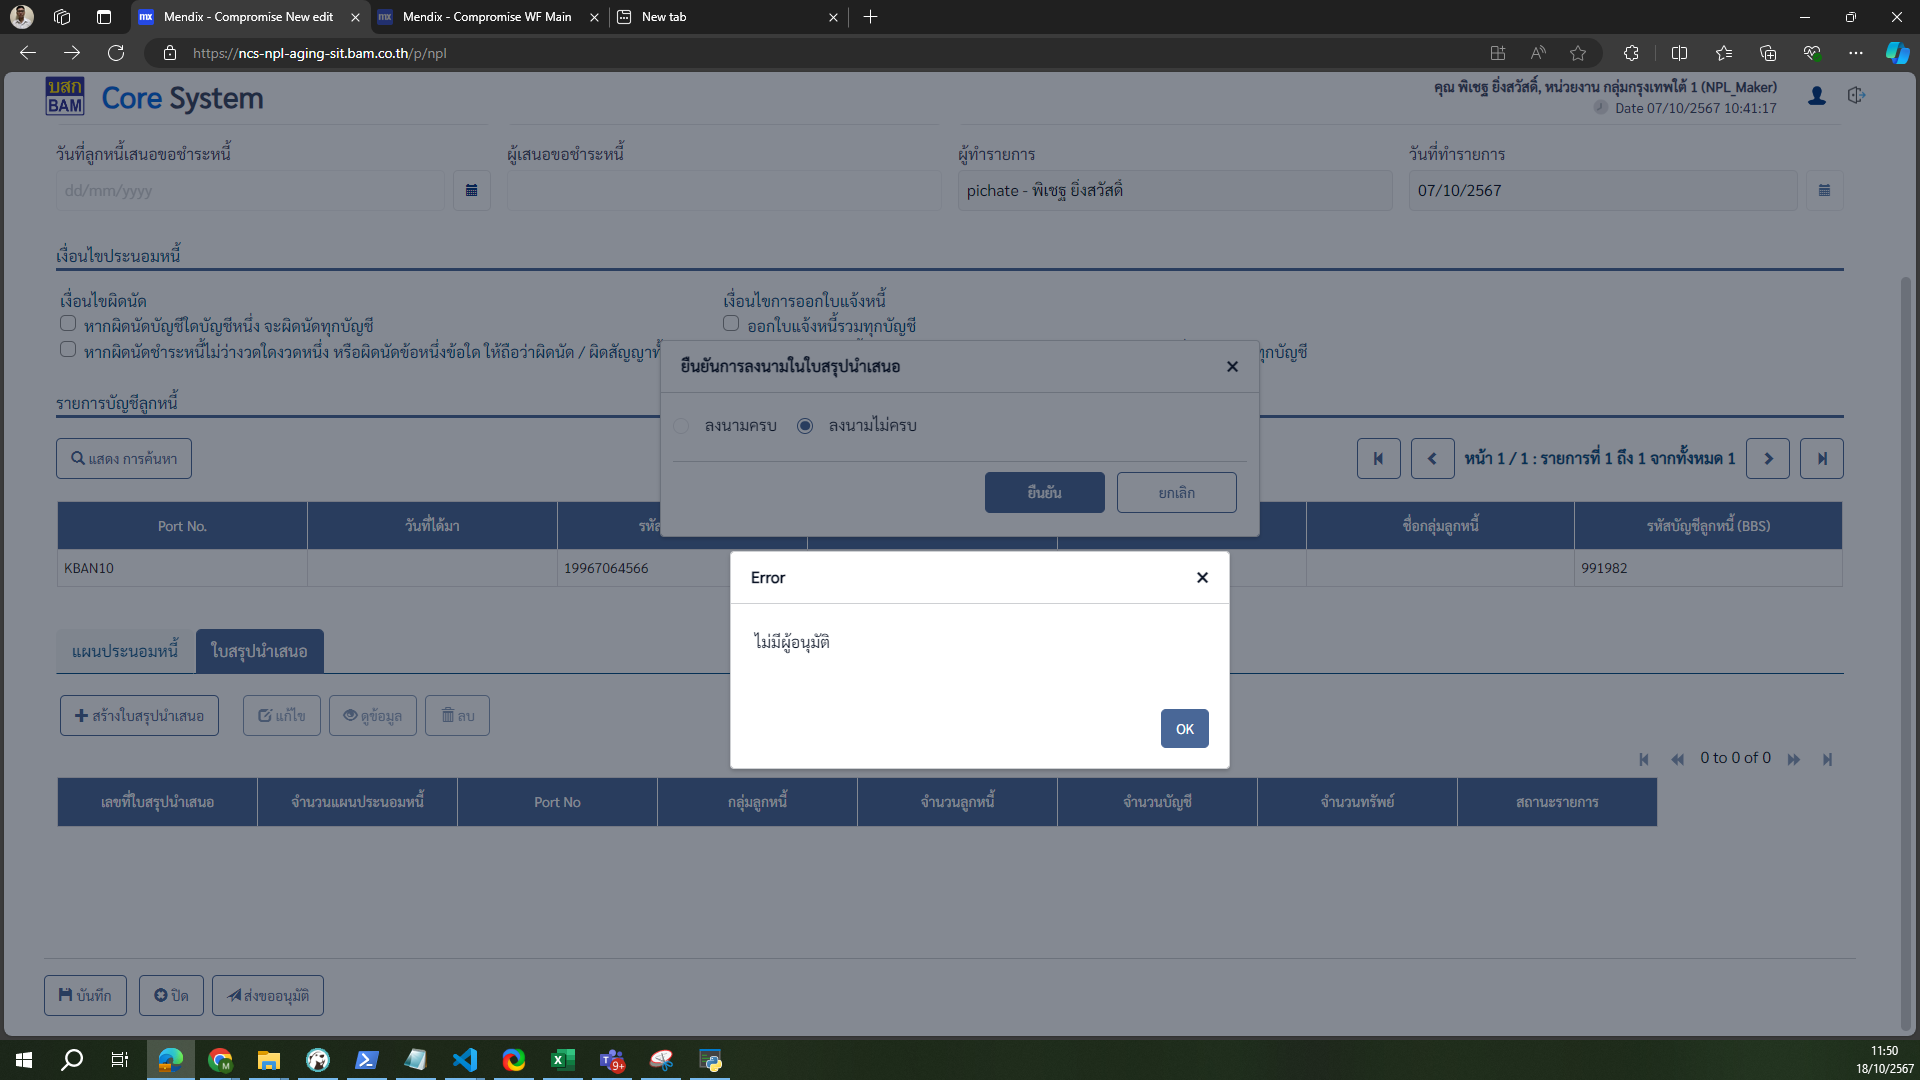 Mendix - Compromise New edit
Mendix - Compromise WF Main
New tab
https://ncs-npl-aging-sit.bam.co.th/p/npl
บสก
BAM
Core System
คุณ พิเชฐ ยิ่งสวัสดิ์, หน่วยงาน กลุ่มกรุงเทพใต้ 1 (NPL_Maker)
Date 07/10/2567 10:41:17
วันที่ลูกหนี้เสนอขอชำระหนี้
ผู้เสนอขอชำระหนี้
ผู้ทำรายการ
วันที่ทำรายการ
dd/mm/yyyy
pichate - พิเชฐ ยิ่งสวัสดิ์
07/10/2567
เงื่อนไขประนอมหนี้
เงื่อนไขผิดนัด
เงื่อนไขการออกใบแจ้งหนี้
หากผิดนัดบัญชีใดบัญชีหนึ่ง จะผิดนัดทุกบัญชี
ออกใบแจ้งหนี้รวมทุกบัญชี
หากผิดนัดชำระหนี้ไม่ว่างวดใดงวดหนึ่ง หรือผิดนัดข้อหนึ่งข้อใด ให้ถือว่าผิดนัด / ผิดสัญญาทั้
ทุกบัญชี
ยืนยันการลงนามในใบสรุปนำเสนอ
รายการบัญชีลูกหนี้
ลงนามครบ
ลงนามไม่ครบ
แสดง การค้นหา
หน้า 1 / 1 : รายการที่ 1 ถึง 1 จากทั้งหมด 1
ยืนยัน
ยกเลิก
Port No.
วันที่ได้มา
รหัส
ชื่อกลุ่มลูกหนี้
รหัสบัญชีลูกหนี้ (BBS)
KBAN10
19967064566
991982
Error
ไม่มีผู้อนุมัติ
OK
แผนประนอมหนี้
ใบสรุปนำเสนอ
สร้างใบสรุปนำเสนอ
แก้ไข
ดูข้อมูล
ลบ
0 to 0 of 0
เลขที่ใบสรุปนำเสนอ
จำนวนแผนประนอมหนี้
Port No
กลุ่มลูกหนี้
จำนวนลูกหนี้
จำนวนบัญชี
จำนวนทรัพย์
สถานะรายการ
บันทึก
ปิด
ส่งขออนุมัติ
9+
11:50
18/10/2567